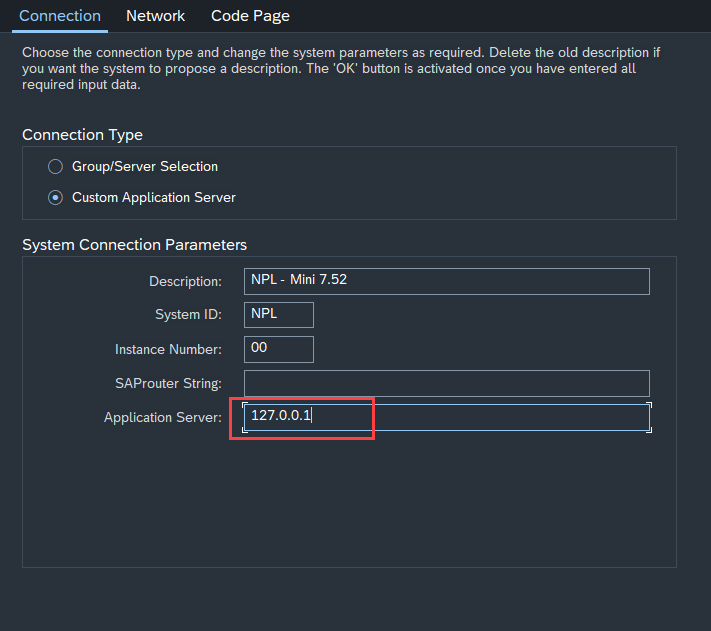 Connection Network Code Page
Choose the connection type and change the system parameters as required. Delete the old description if
you want the system to propose a description. The 'OK' button is activated once you have entered all
required input data.
Connection Type
Group/Server Selection
Custom Application Server
System Connection Parameters
Description: NPL - Mini 7.52
System ID: NPL
Instance Number: 00
SAProuter String:
Application Server: 127.0.0.1